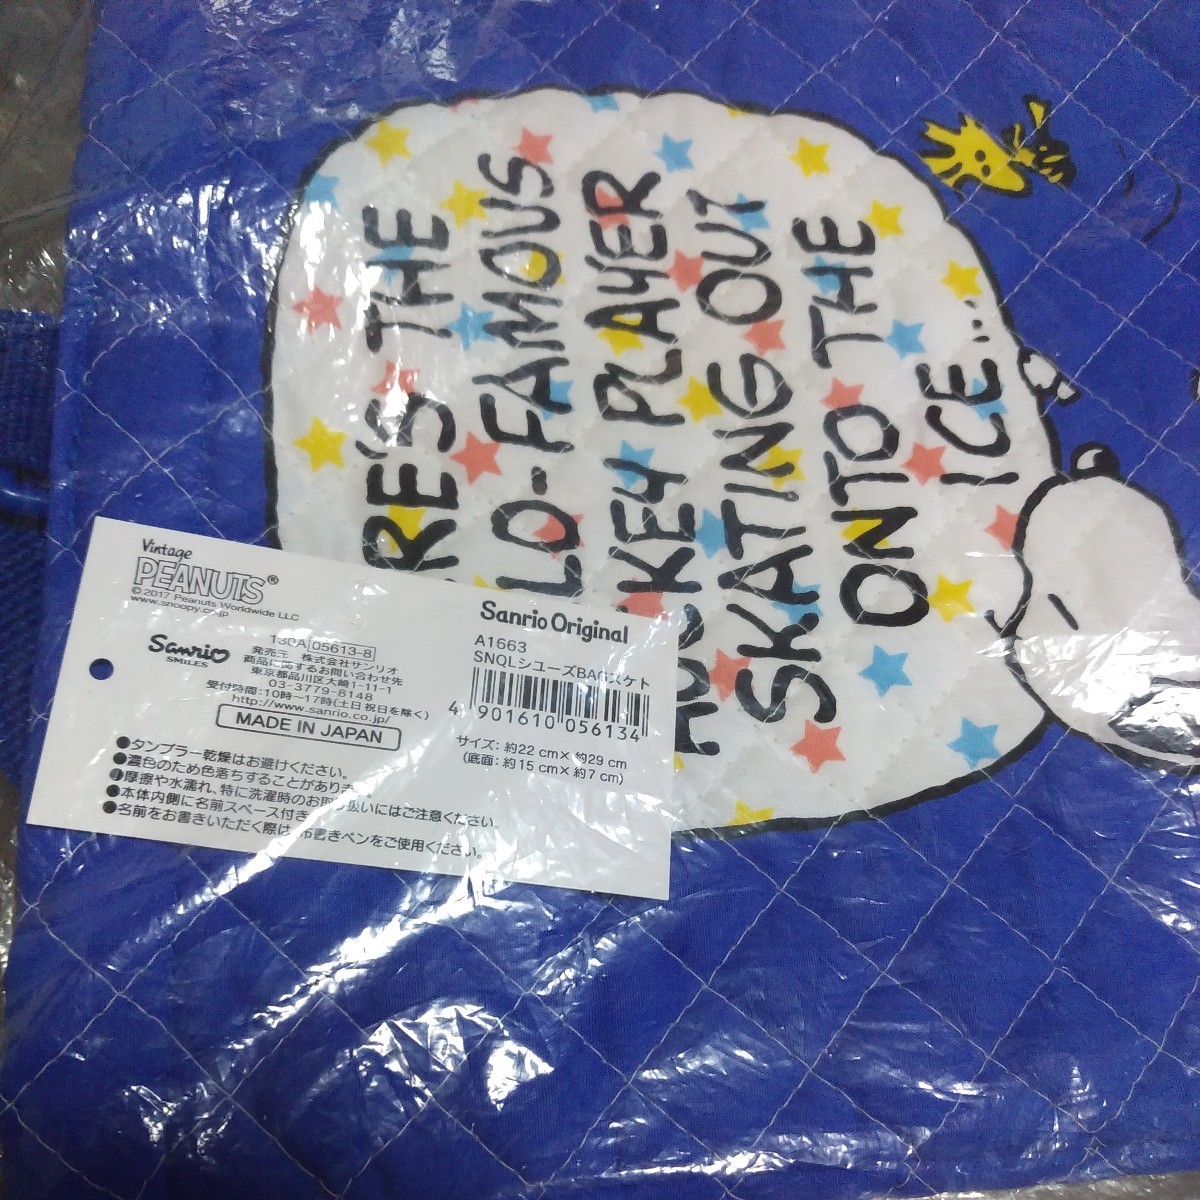 RE'S THE
LO-FAMOUS
KEY PLAYER
SKATING OUT
ONTO THE
ICE...
Vintage
PEANUTS®
©2017 Peanuts Worldwide LLC
www.snoopy.co.jp
Sanrio
SMILES
130A 05613-8
発売元 株式会社サンリオ
商品に関するお問い合わせ先
東京都品川区大崎1-11-1
03-3779-8148
受付時間:10時~17時(土日祝日を除く)
http://www.sanrio.co.jp/
MADE IN JAPAN
●タンブラー乾燥はお避けください。
●濃色のため色落ちすることがあります。
●摩擦や水濡れ、特に洗濯時のお取り扱いにはご注意ください。
●本体内側に名前スペース付き
●名前をお書きいただく際は布書きペンをご使用ください。
Sanrio Original
A1663
SNQLシューズBAGスケト
4 901610 056134
サイズ:約22cm×約29cm
(底面:約15cm×約7cm)